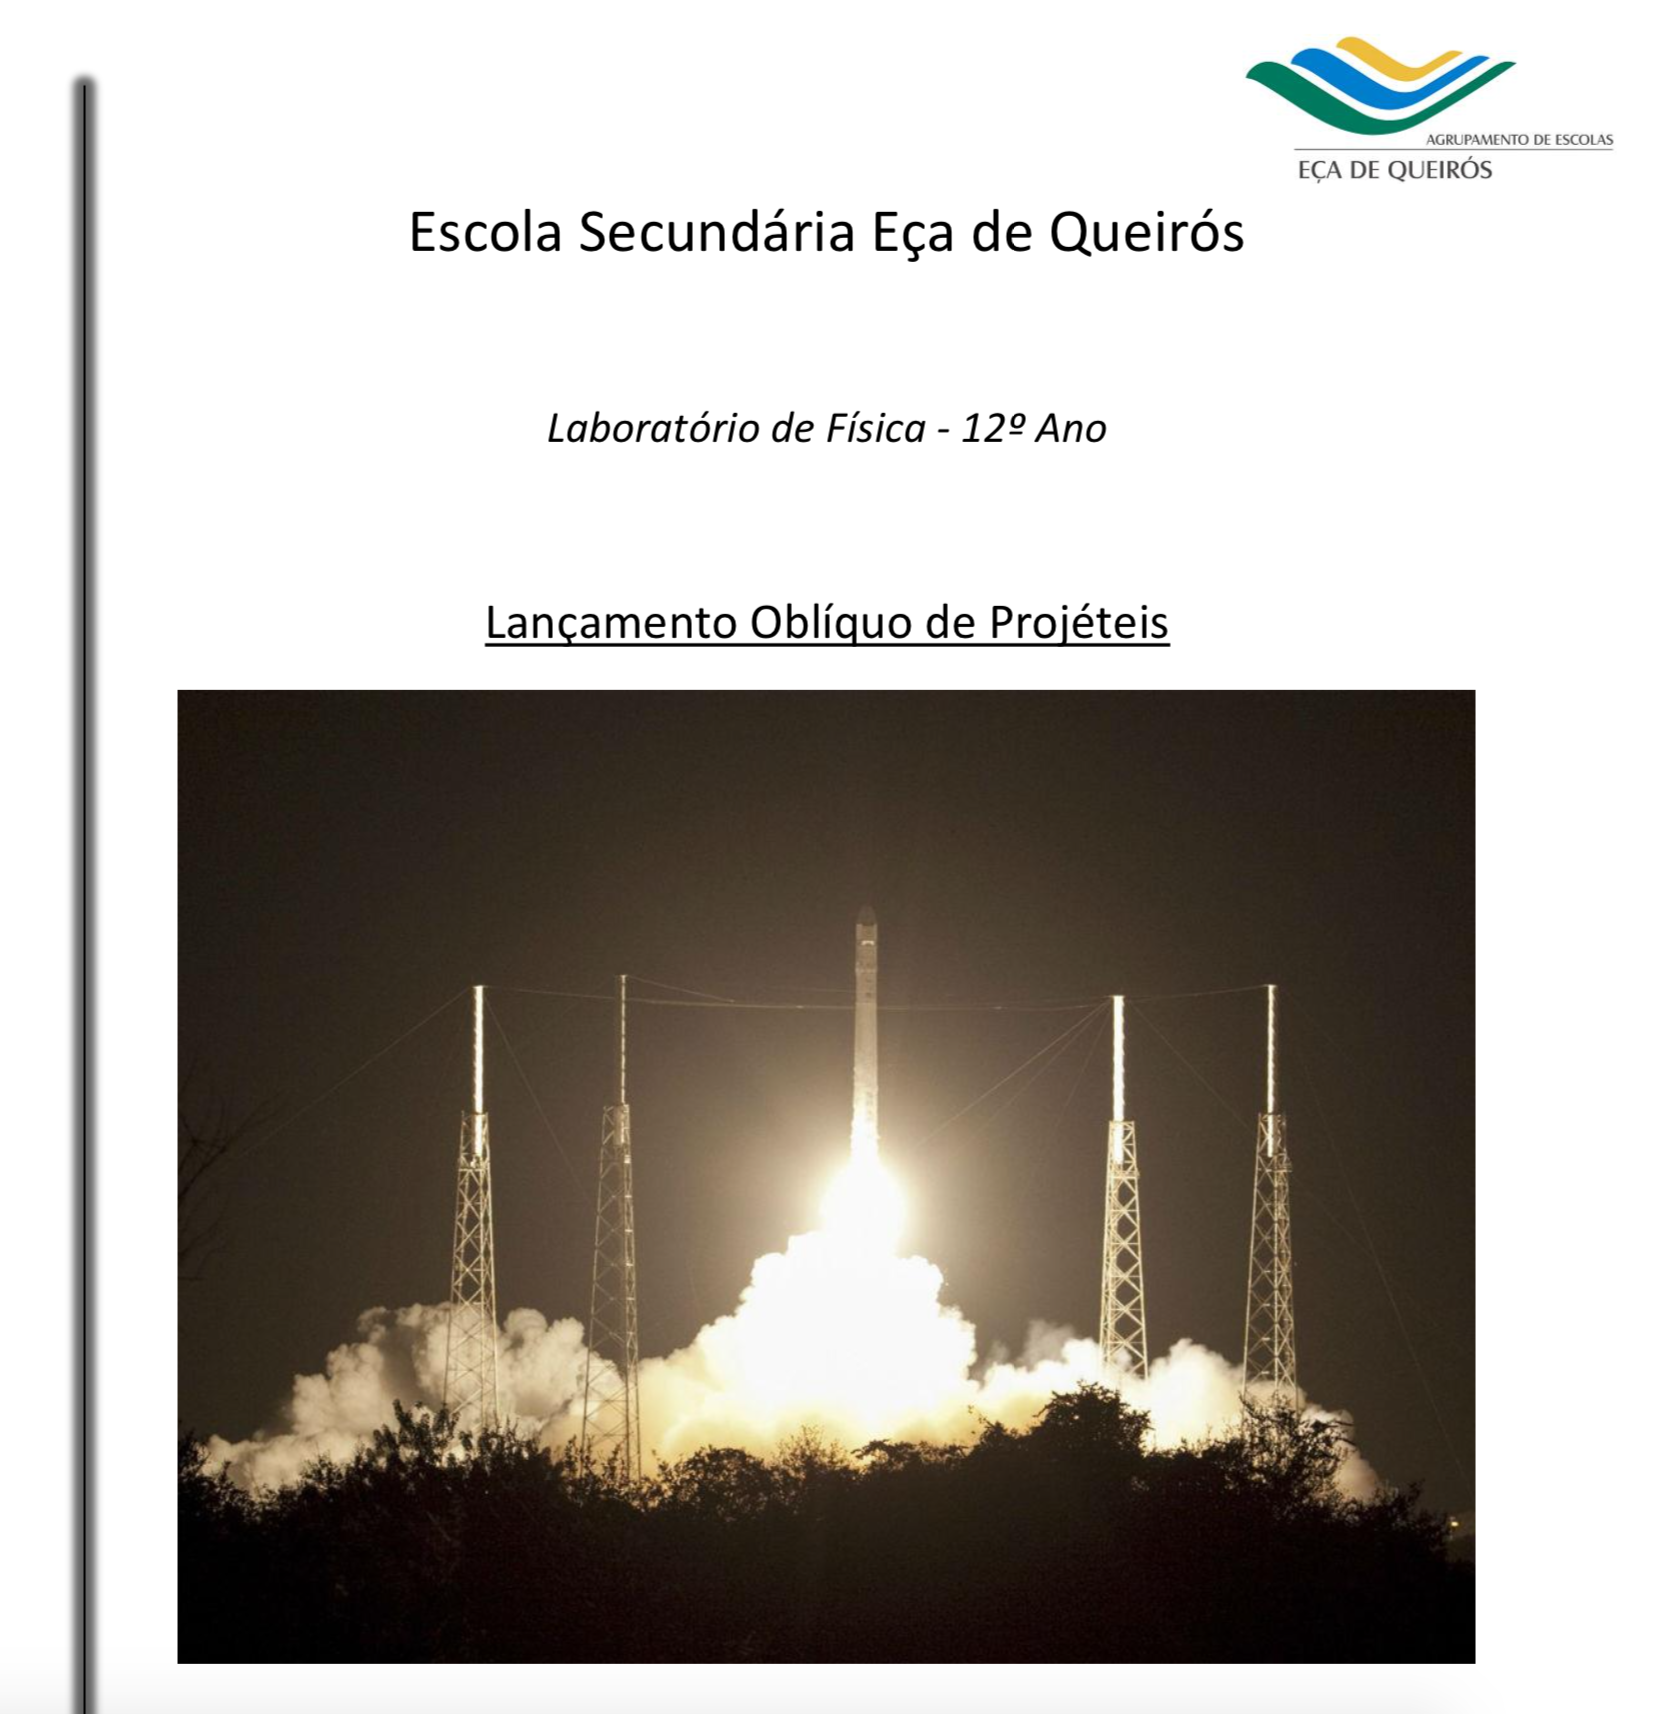 AGRUPAMENTO DE ESCOLAS
EÇA DE QUEIRÓS
Escola Secundária Eça de Queirós
Laboratório de Física - 12º Ano
Lançamento Oblíquo de Projéteis